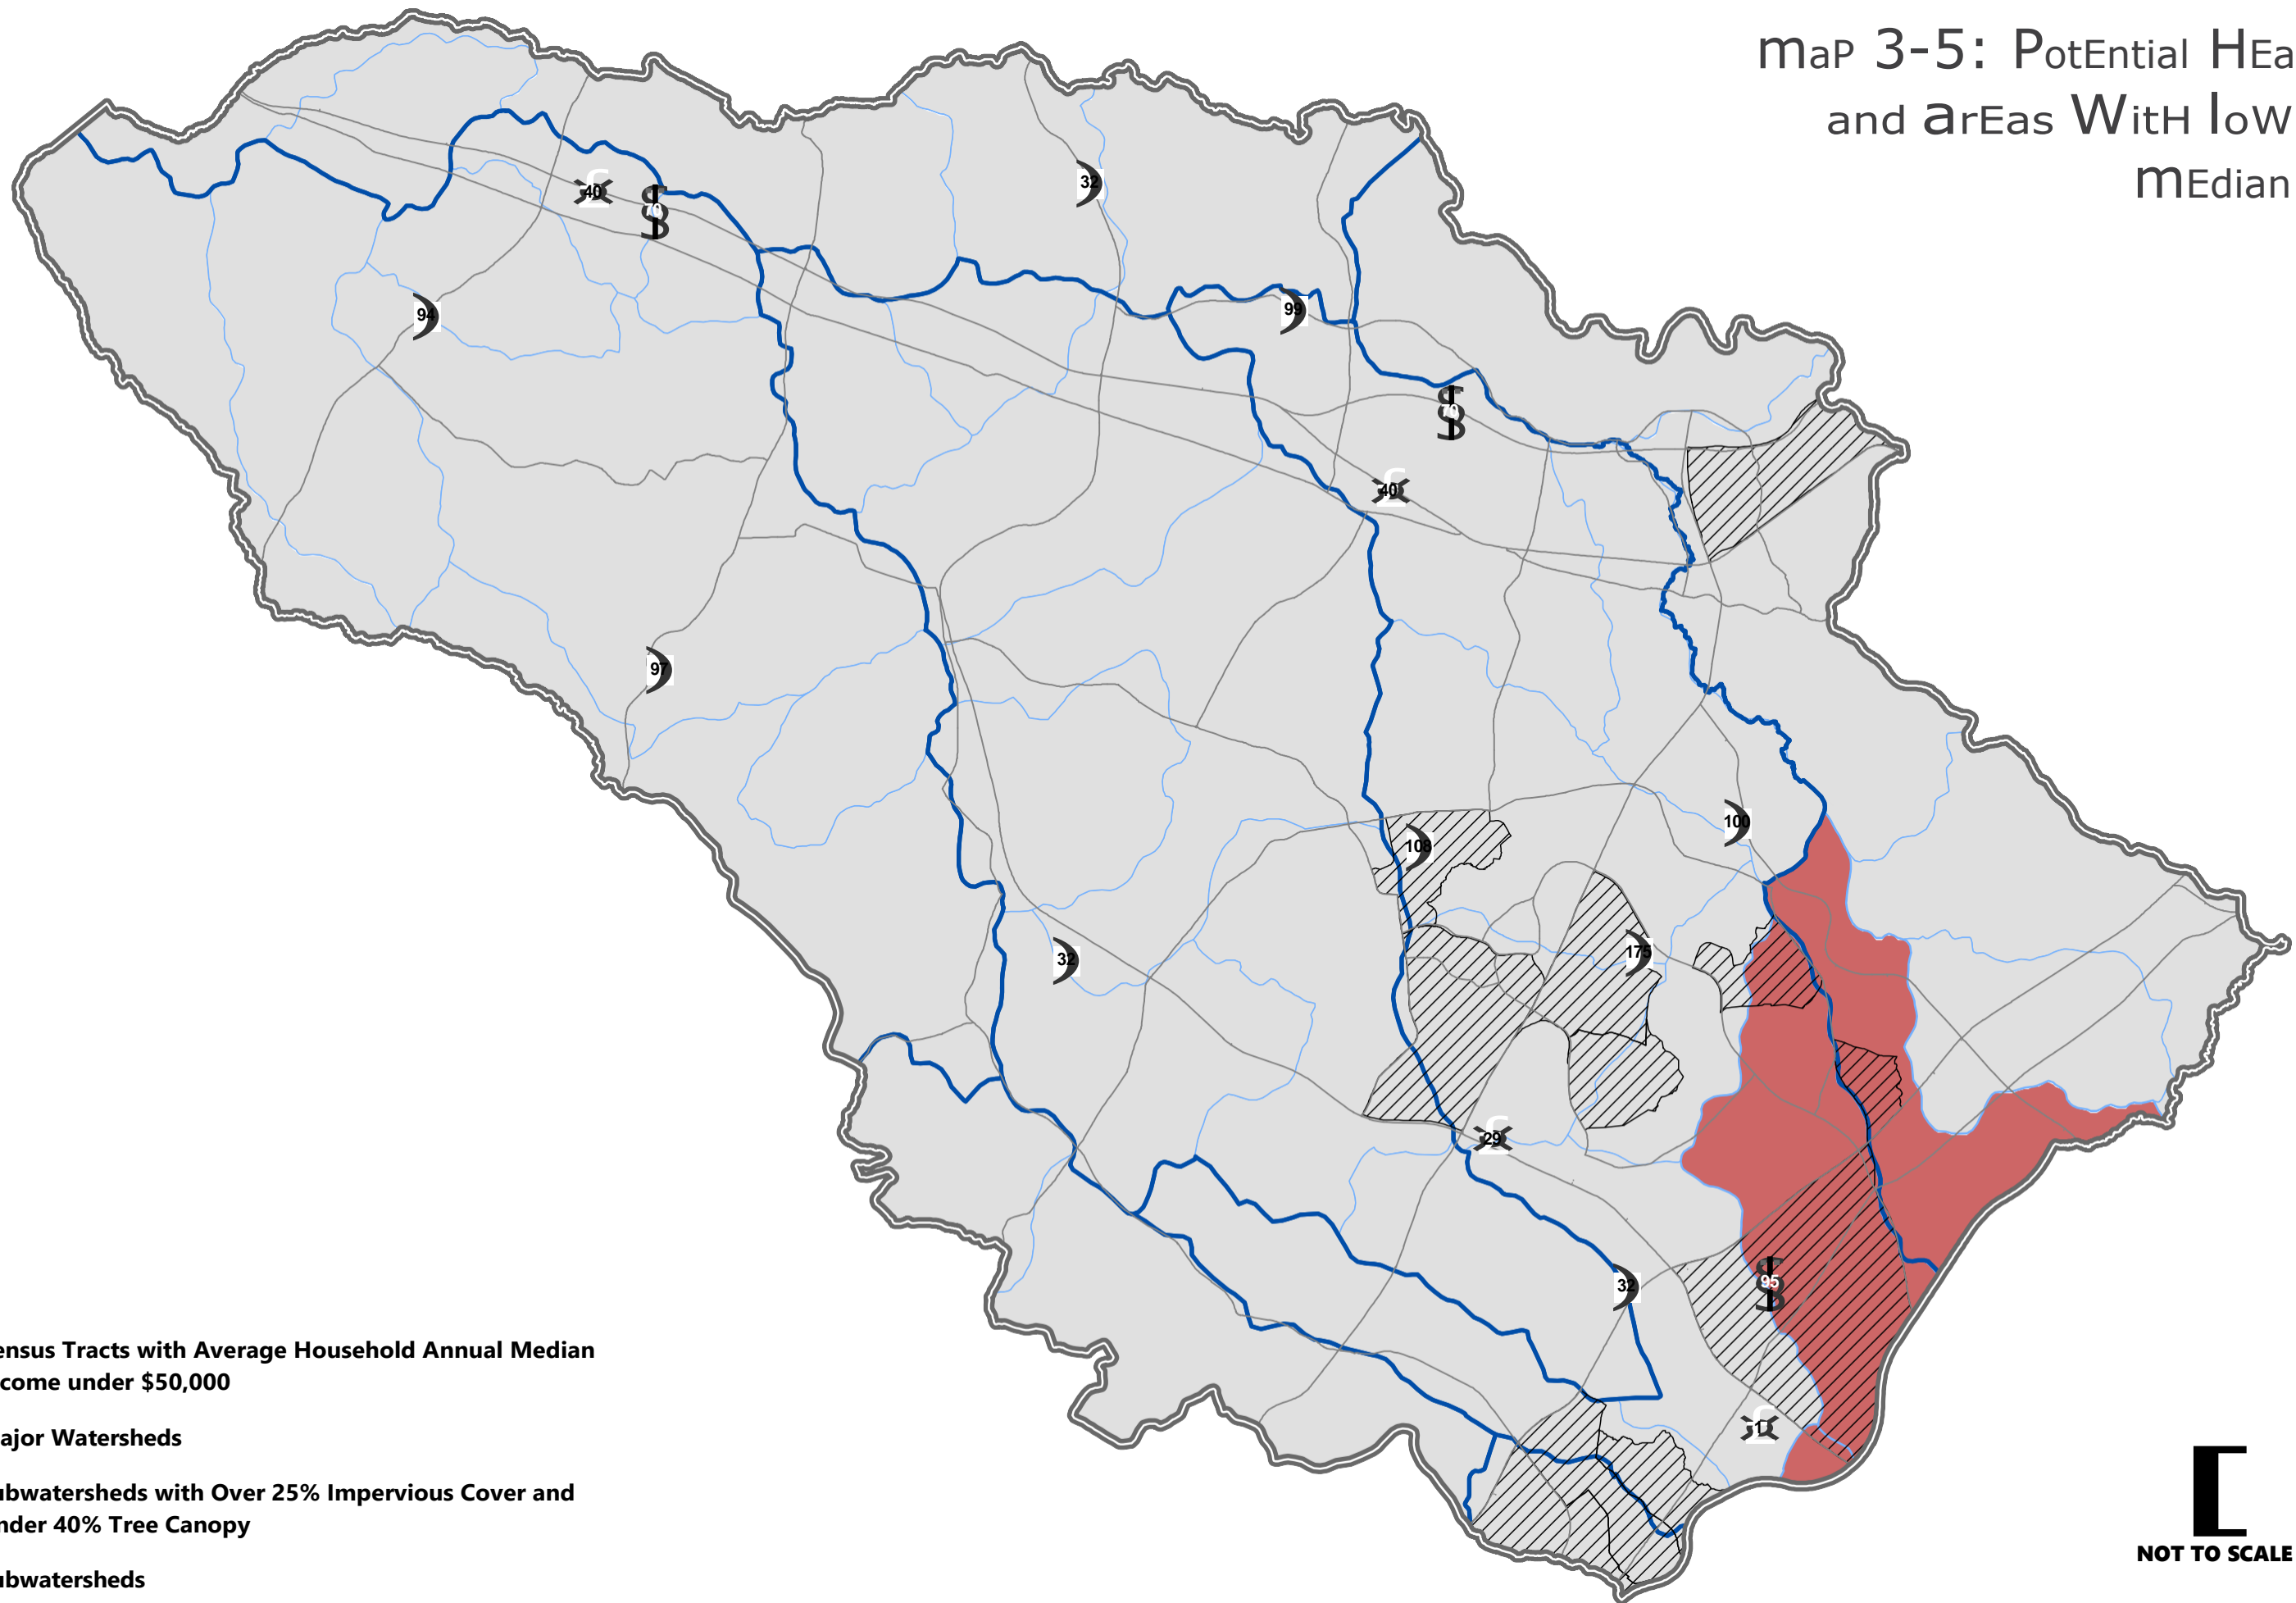 maP 3-5: PotEntial HEa
and arEas WitH loW
mEdian
40
70
32
94
99
70
40
97
100
108
175
32
29
32
95
1
ensus Tracts with Average Household Annual Median
come under $50,000
ajor Watersheds
ubwatersheds with Over 25% Impervious Cover and
nder 40% Tree Canopy
ubwatersheds
NOT TO SCALE